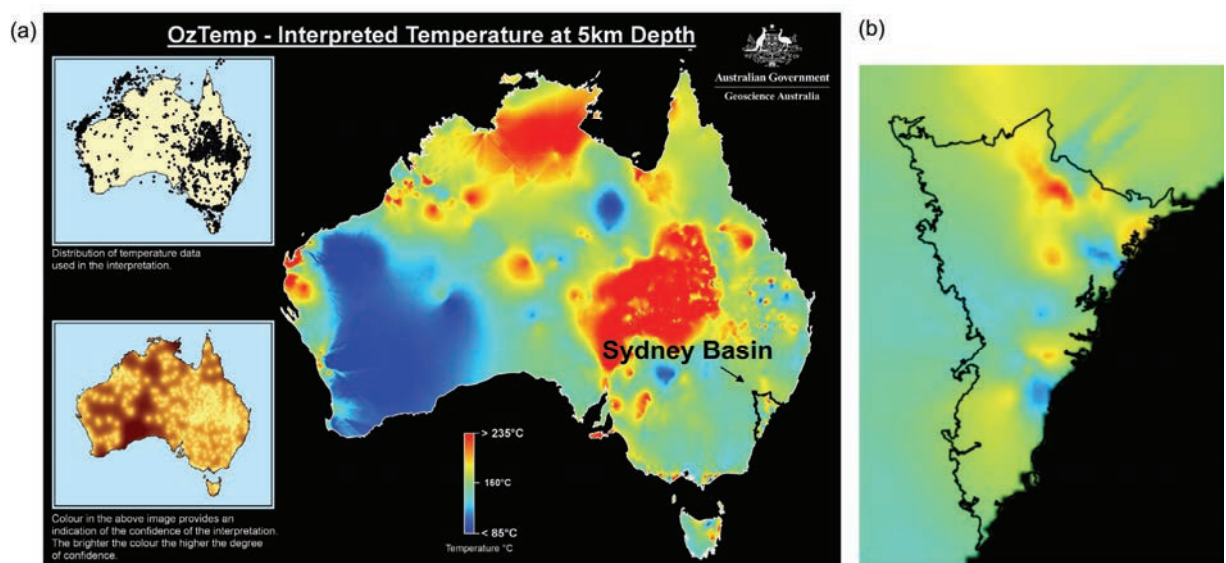 (a)
OzTemp - Interpreted Temperature at 5km Depth
Australian Government
Geoscience Australia
Distribution of temperature data
used in the interpretation.
Sydney Basin
> 235°C
160°C
< 85°C
Temperature °C
Colour in the above image provides an
indication of the confidence of the interpretation.
The brighter the colour the higher the degree
of confidence.
(b)